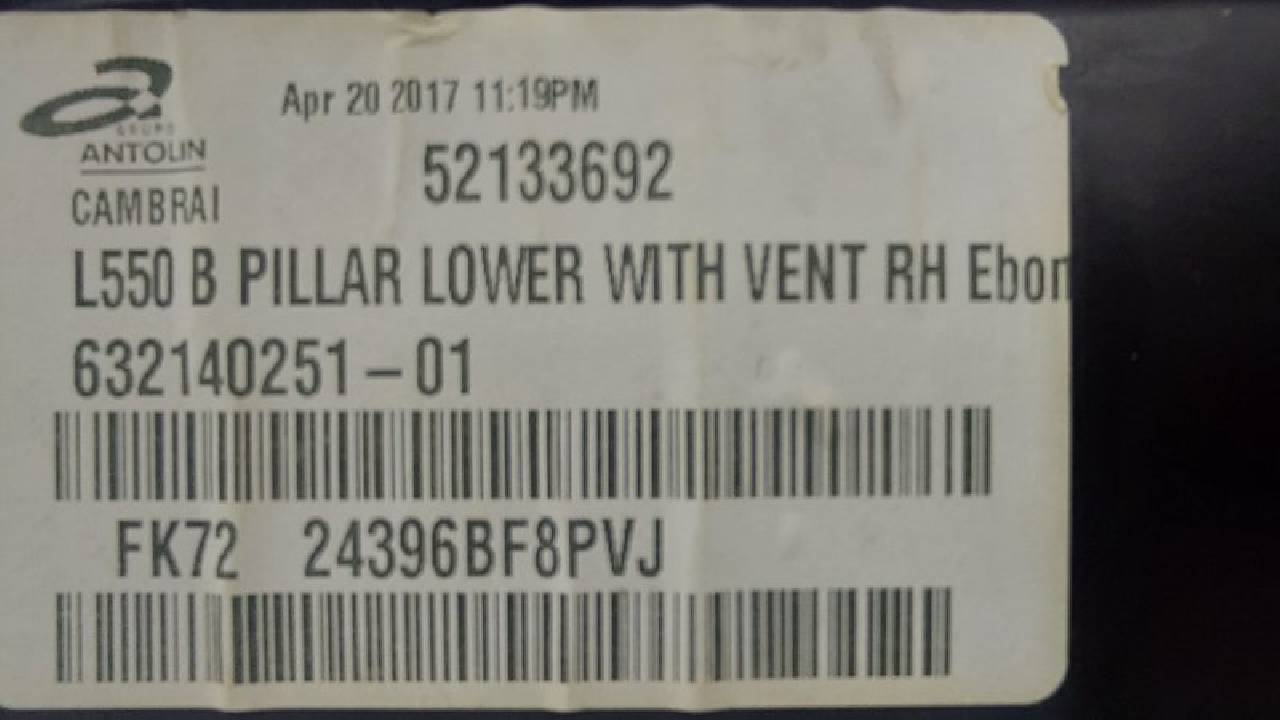 Apr 20 2017 11:19PM
GRUPO
ANTOLIN
52133692
CAMBRAI
L550 B PILLAR LOWER WITH VENT RH Ebon
632140251-01
FK72 24396BF8PVJ